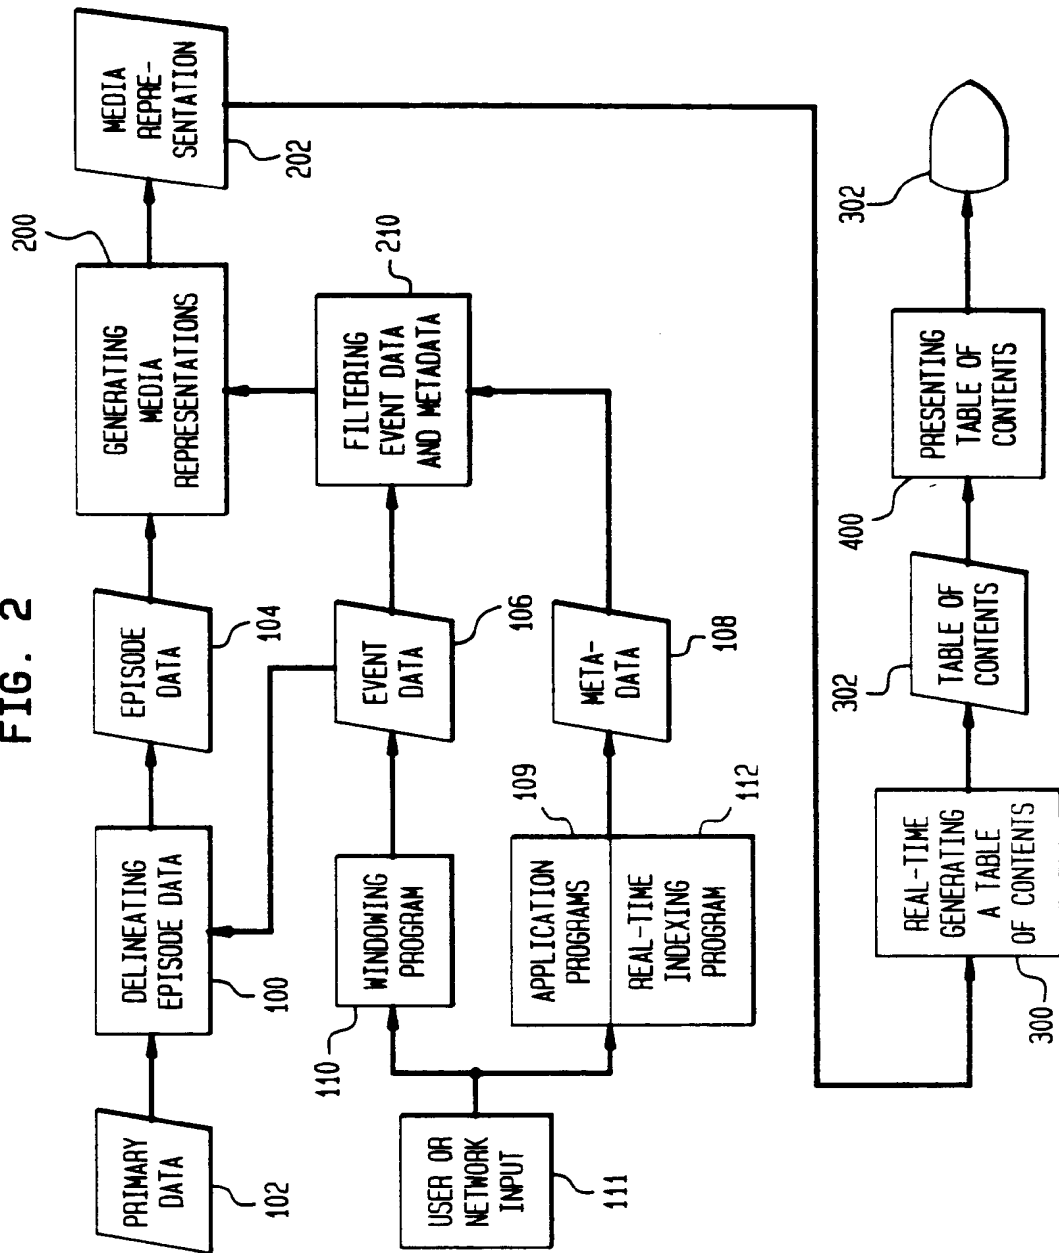 FIG. 2
PRIMARY
DATA
102
DELINEATING
EPISODE DATA
100
EPISODE
DATA
104
GENERATING
MEDIA
REPRESENTATIONS
200
MEDIA
REPRE-
SENTATION
202
USER OR
NETWORK
INPUT
111
WINDOWING
PROGRAM
110
EVENT
DATA
106
FILTERING
EVENT DATA
AND METADATA
210
APPLICATION
PROGRAMS
109
REAL-TIME
INDEXING
PROGRAM
112
META-
DATA
108
REAL-TIME
GENERATING
A TABLE
OF CONTENTS
300
TABLE OF
CONTENTS
302
PRESENTING
TABLE OF
CONTENTS
400
302